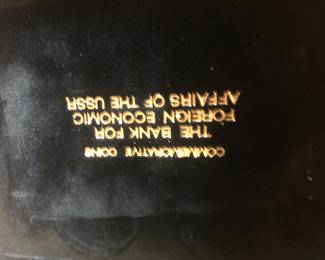 COMMEMORATIVE COINS
THE BANK FOR
FOREIGN ECONOMIC
AFFAIRS OF THE USSR